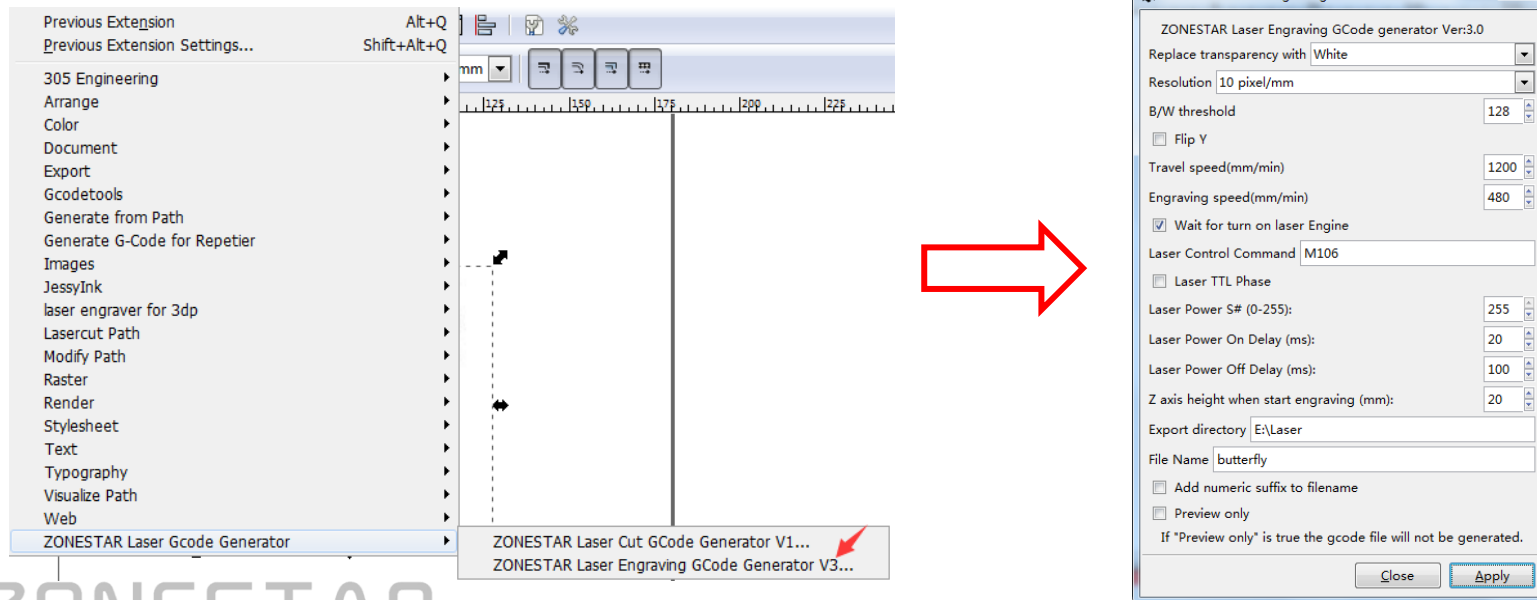 Previous Extension Alt+Q
Previous Extension Settings... Shift+Alt+Q
305 Engineering
Arrange
Color
Document
Export
Gcodetools
Generate from Path
Generate G-Code for Repetier
Images
JessyInk
laser engraver for 3dp
Lasercut Path
Modify Path
Raster
Render
Stylesheet
Text
Typography
Visualize Path
Web
ZONESTAR Laser Gcode Generator
mm
125 150 175 200 225
ZONESTAR Laser Cut GCode Generator V1...
ZONESTAR Laser Engraving GCode Generator V3...
ZONESTAR
ZONESTAR Laser Engraving GCode generator Ver:3.0
Replace transparency with White
Resolution 10 pixel/mm
B/W threshold 128
Flip Y
Travel speed(mm/min) 1200
Engraving speed(mm/min) 480
Wait for turn on laser Engine
Laser Control Command M106
Laser TTL Phase
Laser Power S# (0-255): 255
Laser Power On Delay (ms): 20
Laser Power Off Delay (ms): 100
Z axis height when start engraving (mm): 20
Export directory E:\Laser
File Name butterfly
Add numeric suffix to filename
Preview only
If "Preview only" is true the gcode file will not be generated.
Close Apply